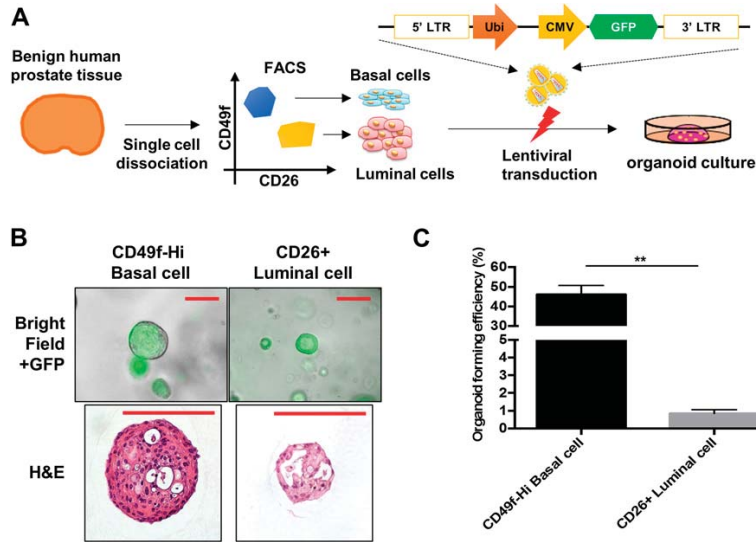 A
5' LTR
Ubi
CMV
GFP
3' LTR
Benign human
prostate tissue
Single cell
dissociation
FACS
CD49f
CD26
Basal cells
Luminal cells
Lentiviral
transduction
organoid culture
B
CD49f-Hi
Basal cell
CD26+
Luminal cell
Bright
Field
+GFP
H&E
C
Organoid forming efficiency (%)
60
50
40
30
5
4
3
2
1
0
**
CD49f-Hi Basal cell
CD26+ Luminal cell